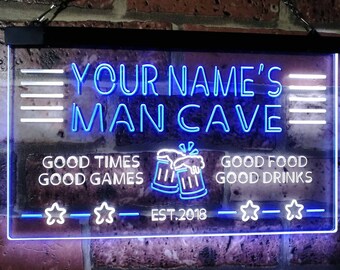 YOUR NAME'S
MAN CAVE
GOOD TIMES
GOOD GAMES
GOOD FOOD
GOOD DRINKS
EST.2018